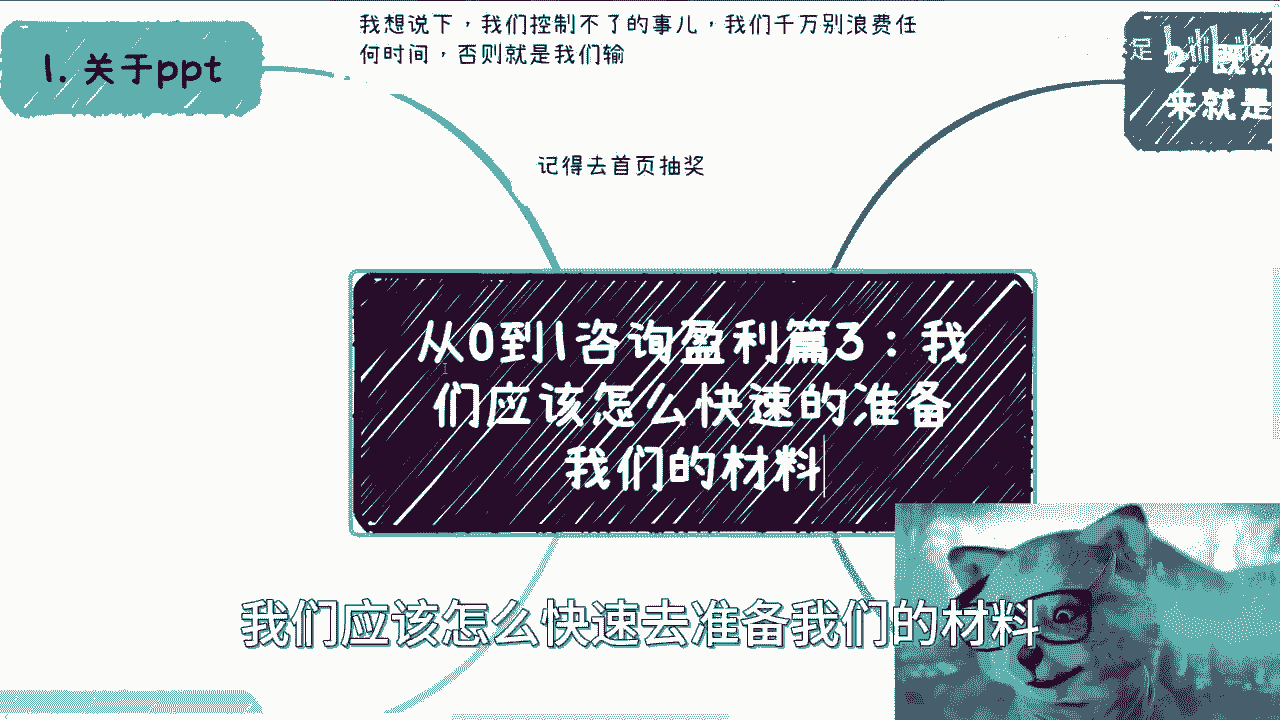 1. 关于ppt
我想说下，我们控制不了的事儿，我们千万别浪费任
何时间，否则就是我们输
足
2. 既然
来就是
记得去首页抽奖
从0到1咨询盈利篇3：我
们应该怎么快速的准备
我们的材料
我们应该怎么快速去准备我们的材料